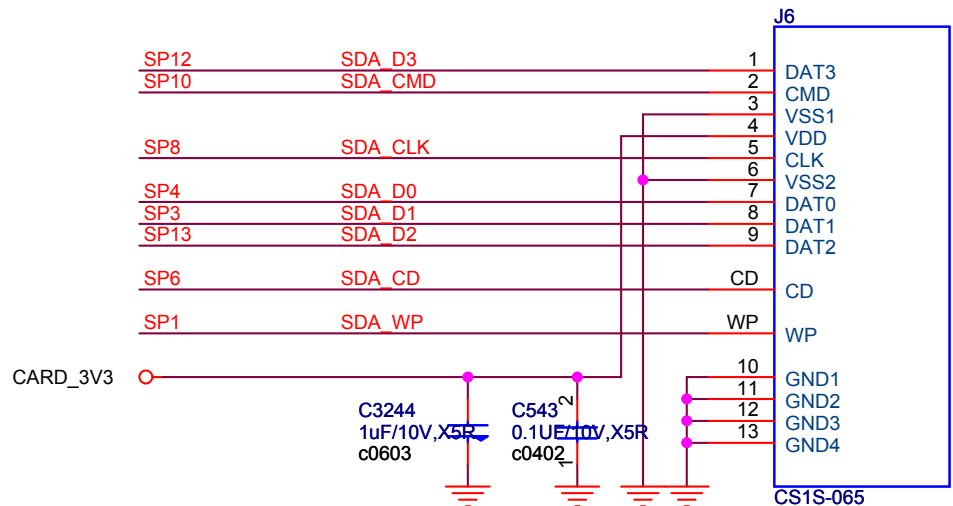 J6
SP12 SDA_D3 1 DAT3
SP10 SDA_CMD 2 CMD
3 VSS1
4 VDD
SP8 SDA_CLK 5 CLK
6 VSS2
SP4 SDA_D0 7 DAT0
SP3 SDA_D1 8 DAT1
SP13 SDA_D2 9 DAT2
SP6 SDA_CD CD CD
SP1 SDA_WP WP WP
CARD_3V3 10 GND1
11 GND2
12 GND3
13 GND4
C3244
1uF/10V,X5R
c0603
C543 2
0.1UF/10V,X5R
c0402 1
CS1S-065